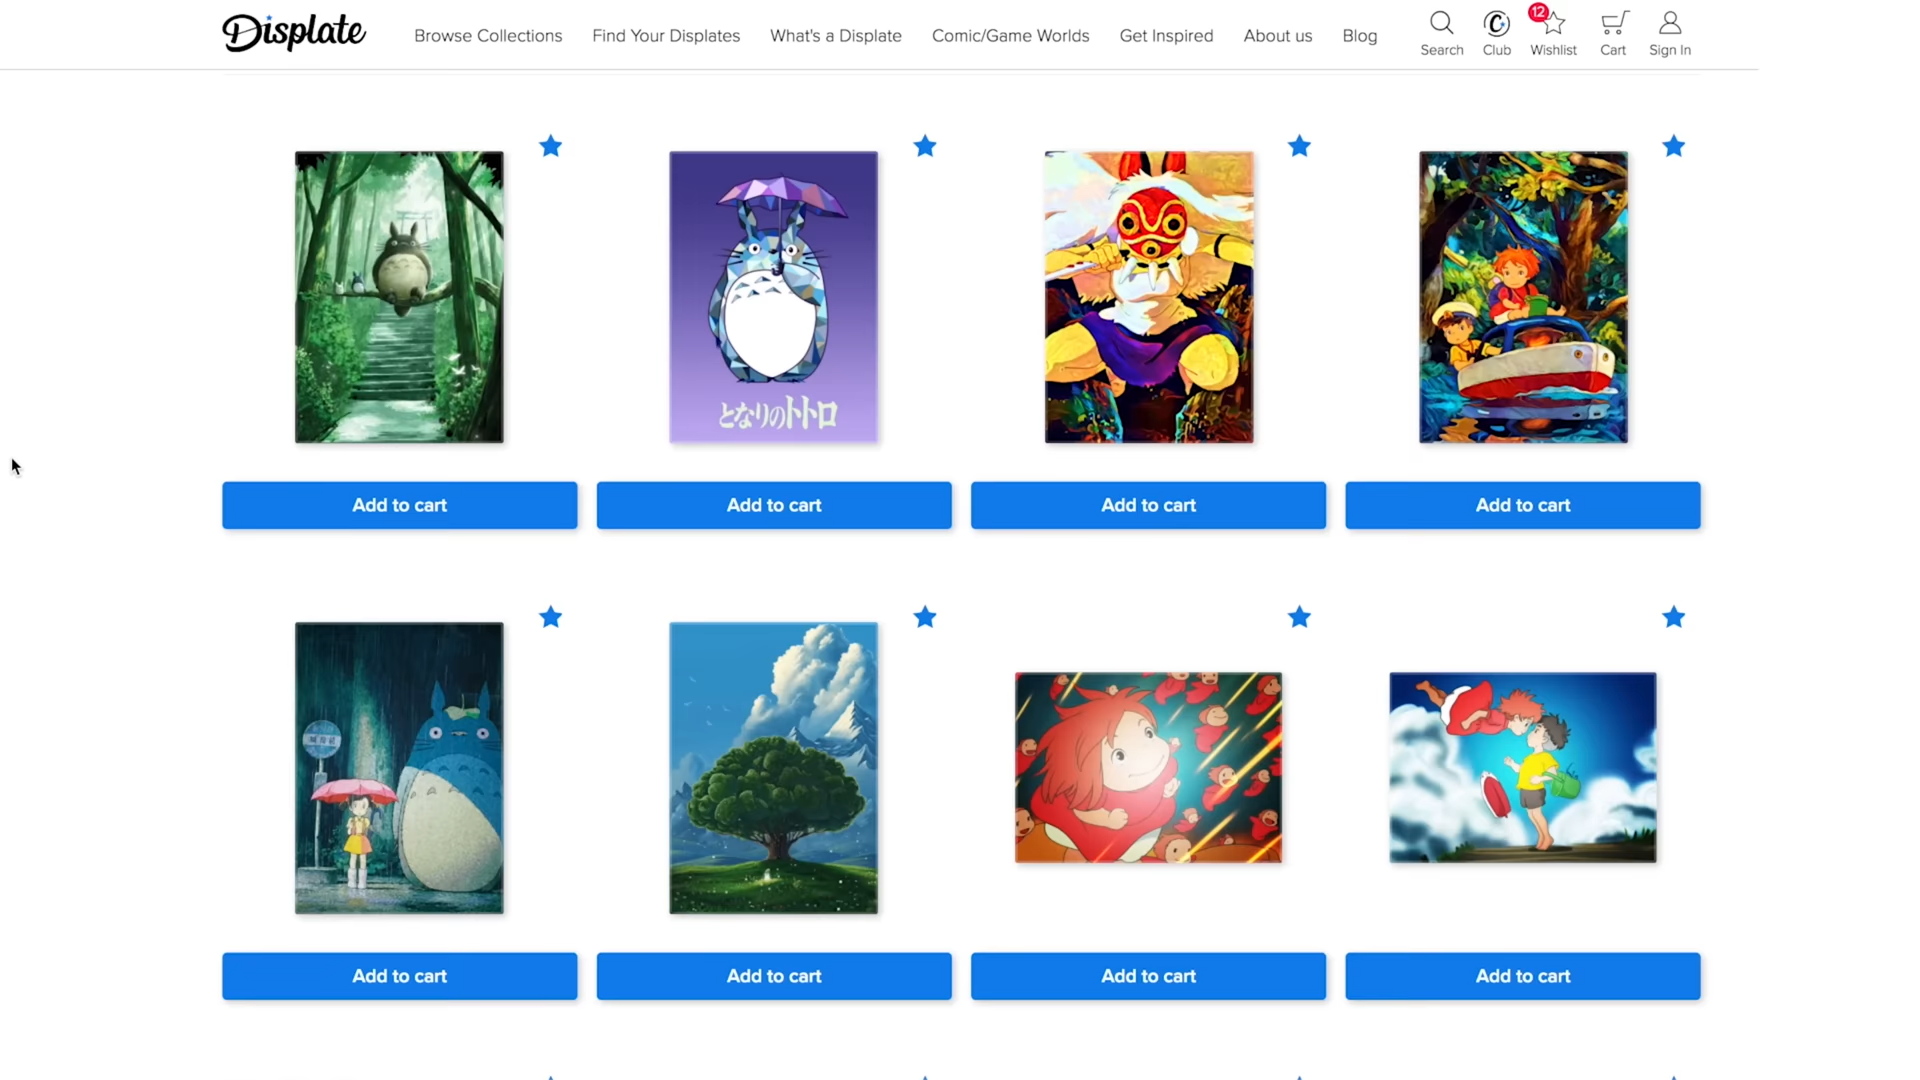 Displate
Browse Collections
Find Your Displates
What's a Displate
Comic/Game Worlds
Get Inspired
About us
Blog
Search
Club
12
Wishlist
Cart
Sign In
となりのトトロ
Add to cart
Add to cart
Add to cart
Add to cart
Add to cart
Add to cart
Add to cart
Add to cart